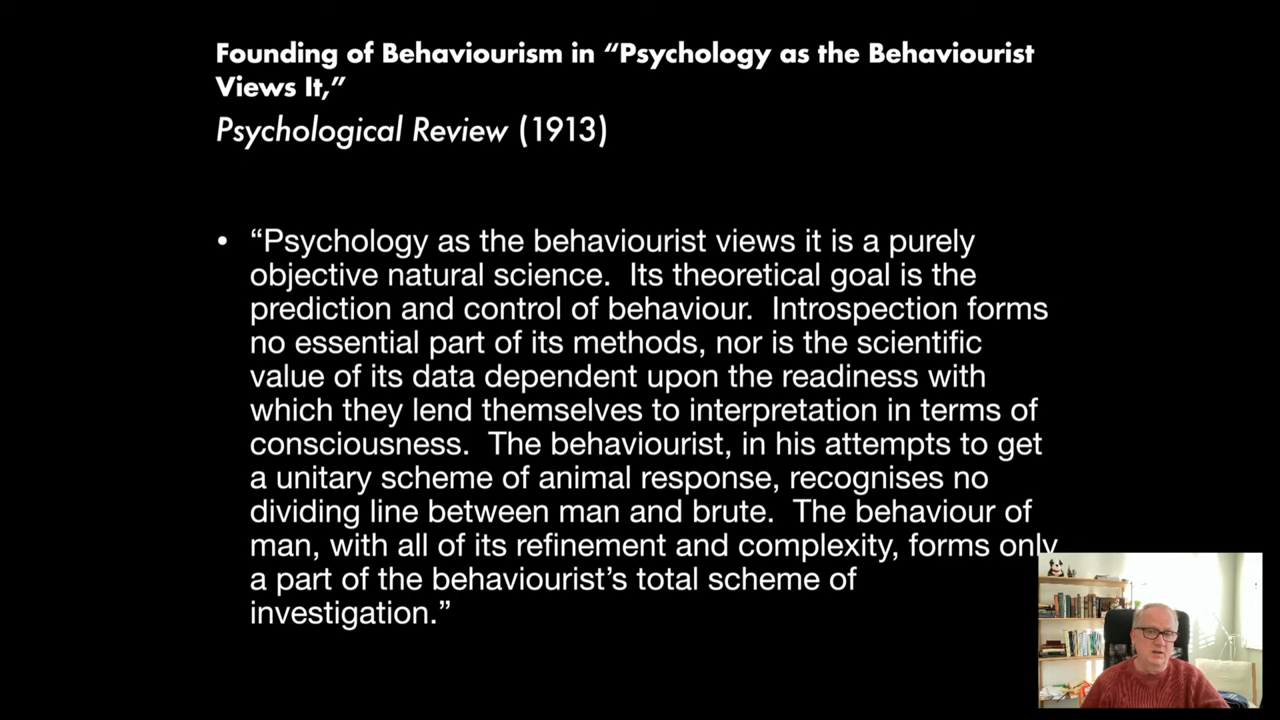 Founding of Behaviourism in “Psychology as the Behaviourist
Views It,”
Psychological Review (1913)
• “Psychology as the behaviourist views it is a purely
objective natural science.  Its theoretical goal is the
prediction and control of behaviour.  Introspection forms
no essential part of its methods, nor is the scientific
value of its data dependent upon the readiness with
which they lend themselves to interpretation in terms of
consciousness.  The behaviourist, in his attempts to get
a unitary scheme of animal response, recognises no
dividing line between man and brute.  The behaviour of
man, with all of its refinement and complexity, forms only
a part of the behaviourist’s total scheme of
investigation.”